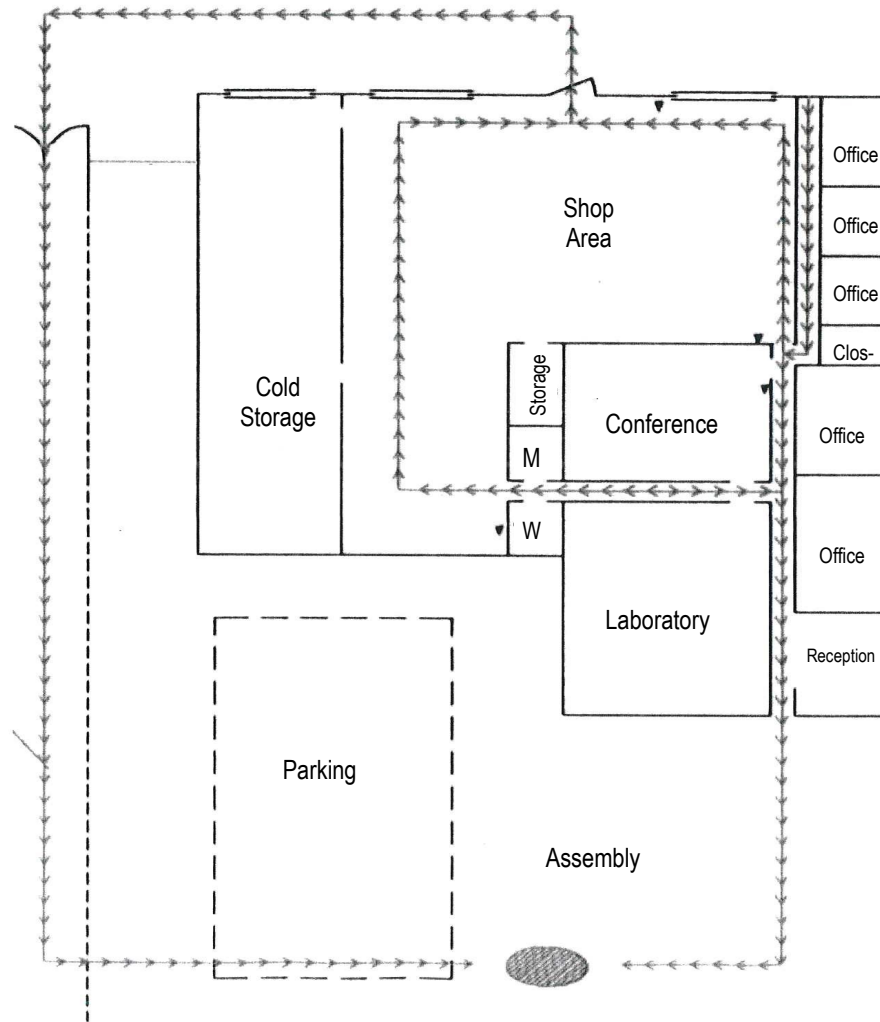 Office
Shop
Area
Office
Office
Clos-
Cold
Storage
Storage
Conference
Office
M
W
Office
Laboratory
Reception
Parking
Assembly